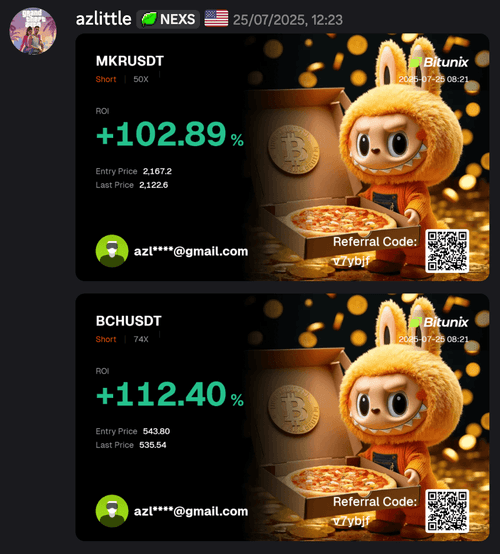 azlittle NEXS 25/07/2025, 12:23
MKRUSDT
Bitunix
Short | 50X
2025-07-25 08:21
ROI
+102.89 %
Entry Price 2,167.2
Last Price 2,122.6
azl****@gmail.com
Referral Code:
v7ybjf
BCHUSDT
Bitunix
Short | 74X
2025-07-25 08:21
ROI
+112.40 %
Entry Price 543.80
Last Price 535.54
azl****@gmail.com
Referral Code:
v7ybjf